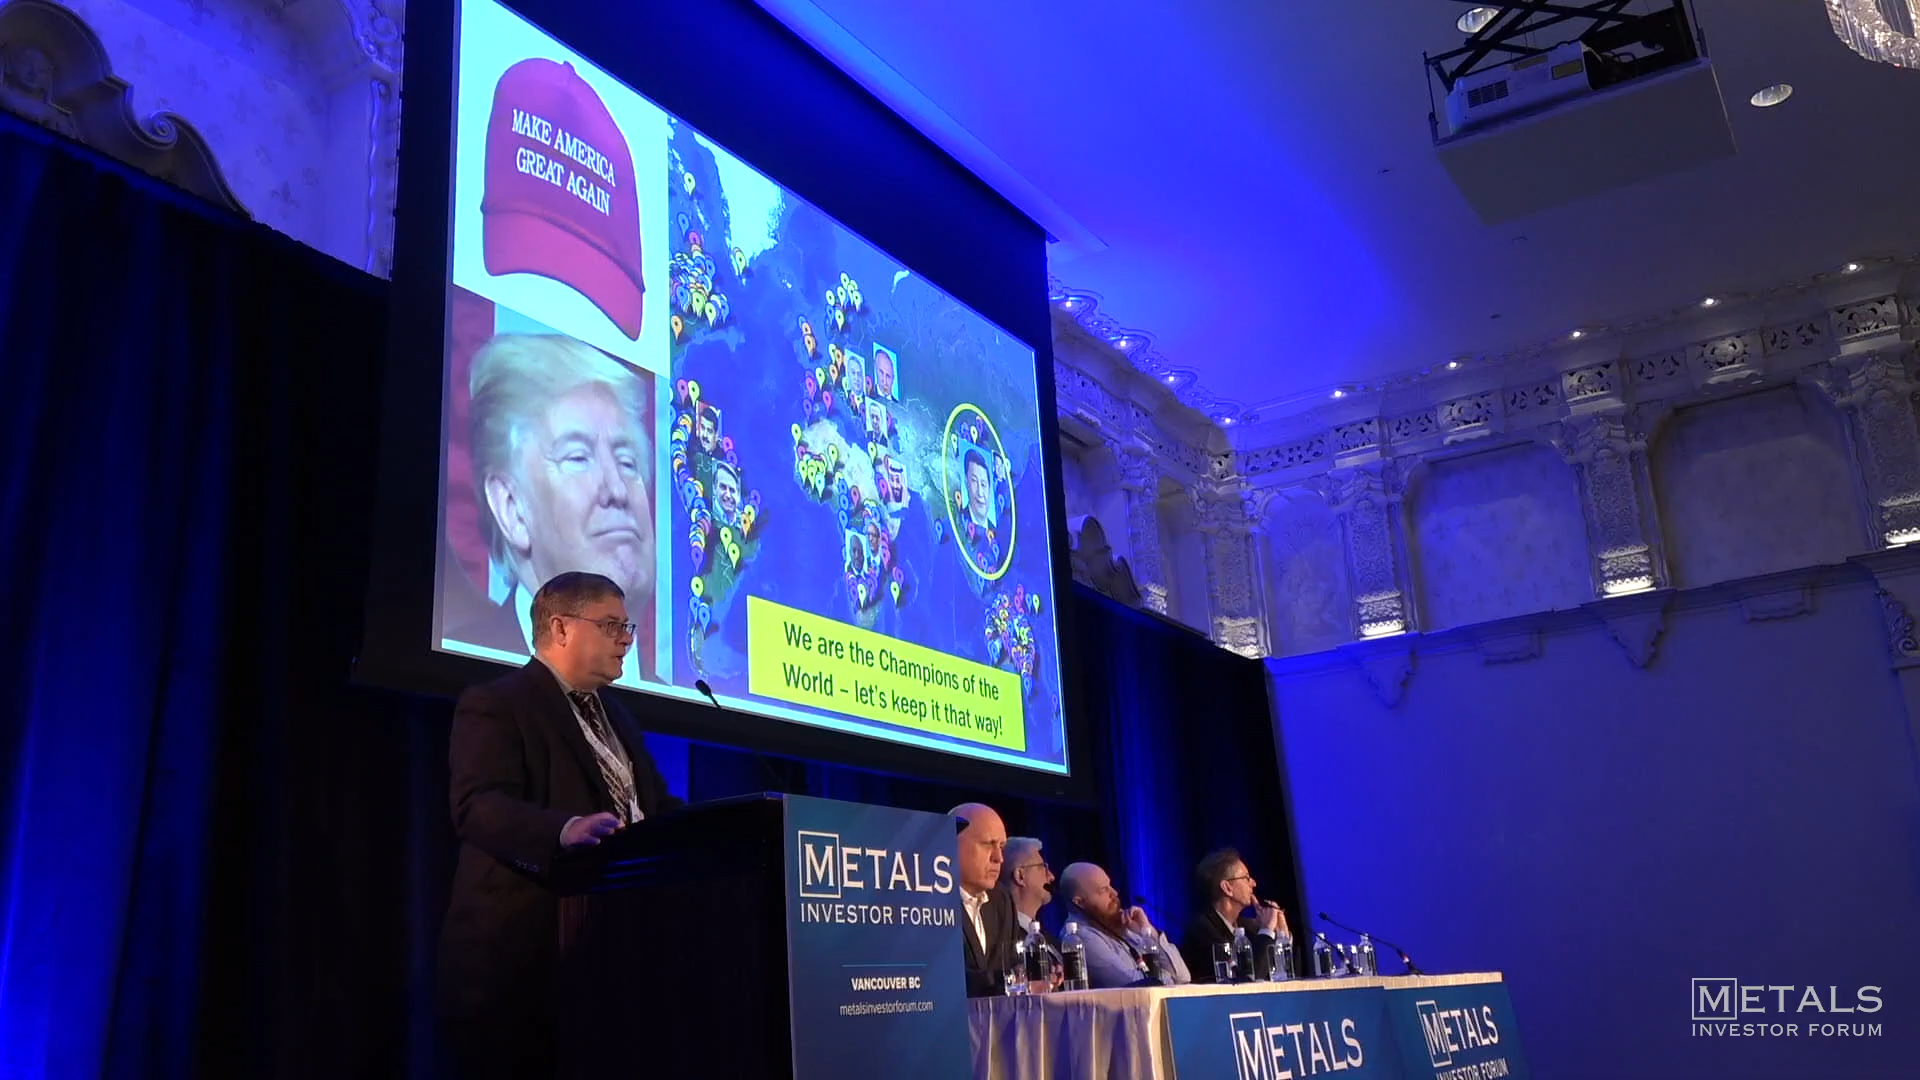 MAKE AMERICA
GREAT AGAIN
We are the Champions of the
World – let's keep it that way!
METALS
INVESTOR FORUM
VANCOUVER BC
metalsinvestorforum.com
METALS
METALS
INVESTOR FORUM
METALS
INVESTOR FORUM